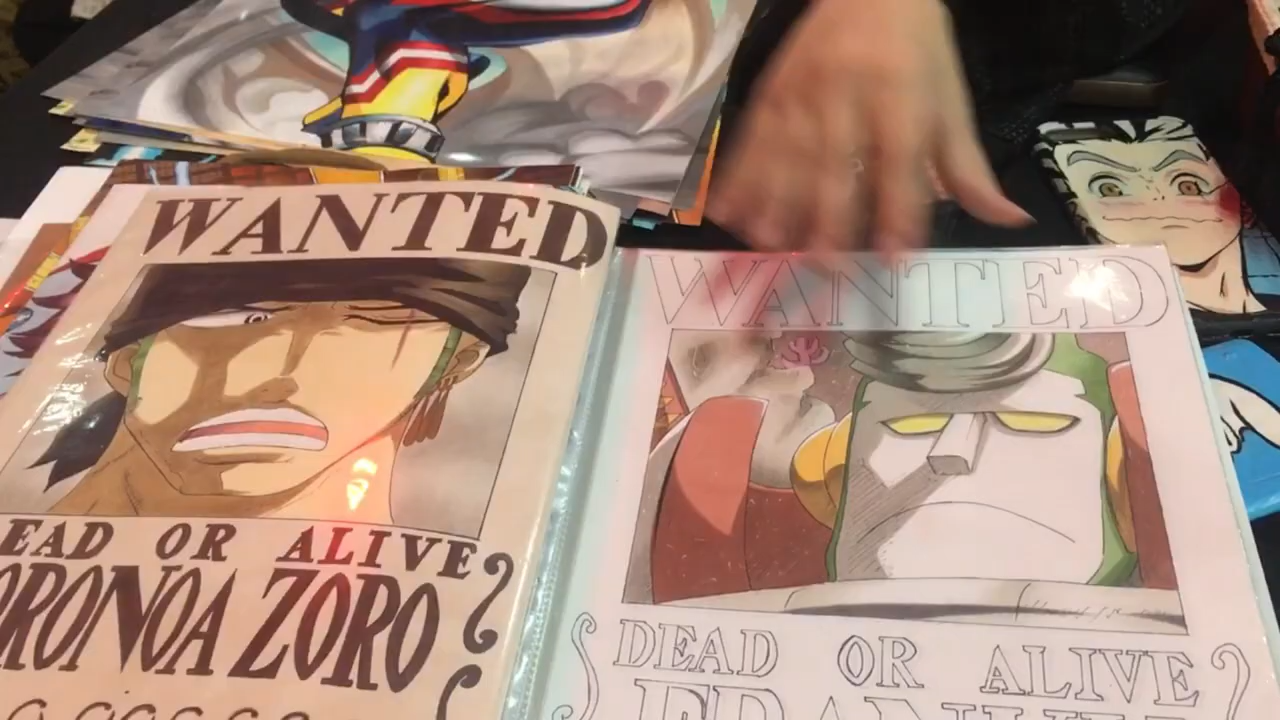 WANTED
EAD OR ALIVE
ORONOA ZORO
WANTED
DEAD OR ALIVE